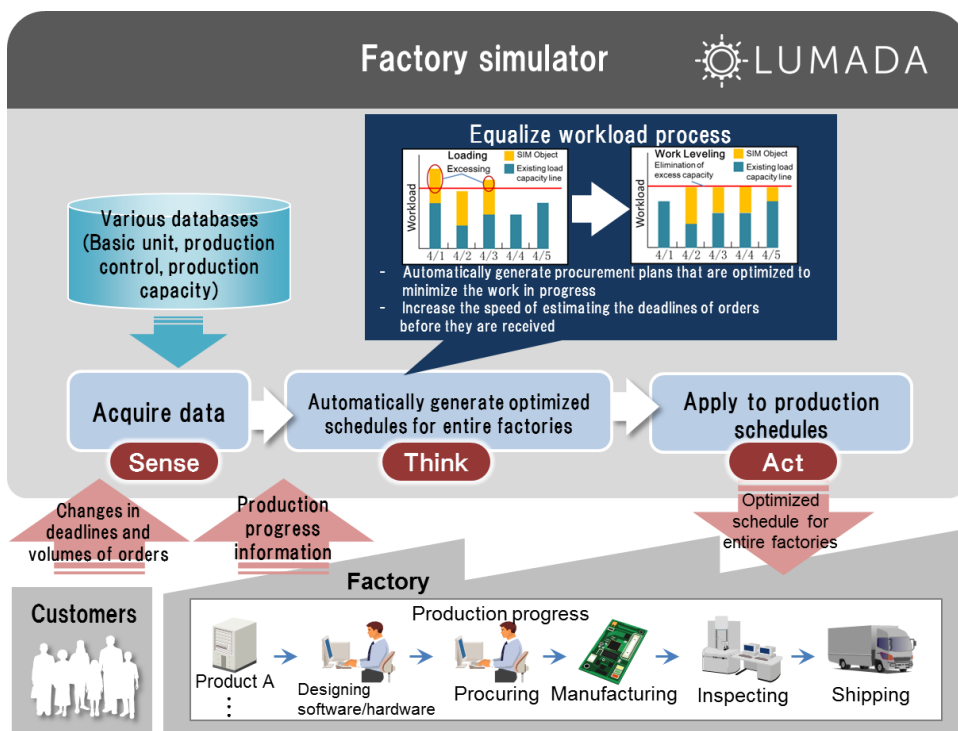 Factory simulator
LUMADA
Equalize workload process
Loading
Excessing
SIM Object
Existing load
capacity line
Workload
4/1 4/2 4/3 4/4 4/5
Work Leveling
Elimination of
excess capacity
SIM Object
Existing load
capacity line
Workload
4/1 4/2 4/3 4/4 4/5
- Automatically generate procurement plans that are optimized to
minimize the work in progress
- Increase the speed of estimating the deadlines of orders
before they are received
Various databases
(Basic unit, production
control, production
capacity)
Acquire data
Sense
Automatically generate optimized
schedules for entire factories
Think
Apply to production
schedules
Act
Changes in
deadlines and
volumes of orders
Production
progress
information
Optimized
schedule for
entire factories
Customers
Factory
Production progress
Product A
⋮
Designing
software/hardware
Procuring
Manufacturing
Inspecting
Shipping